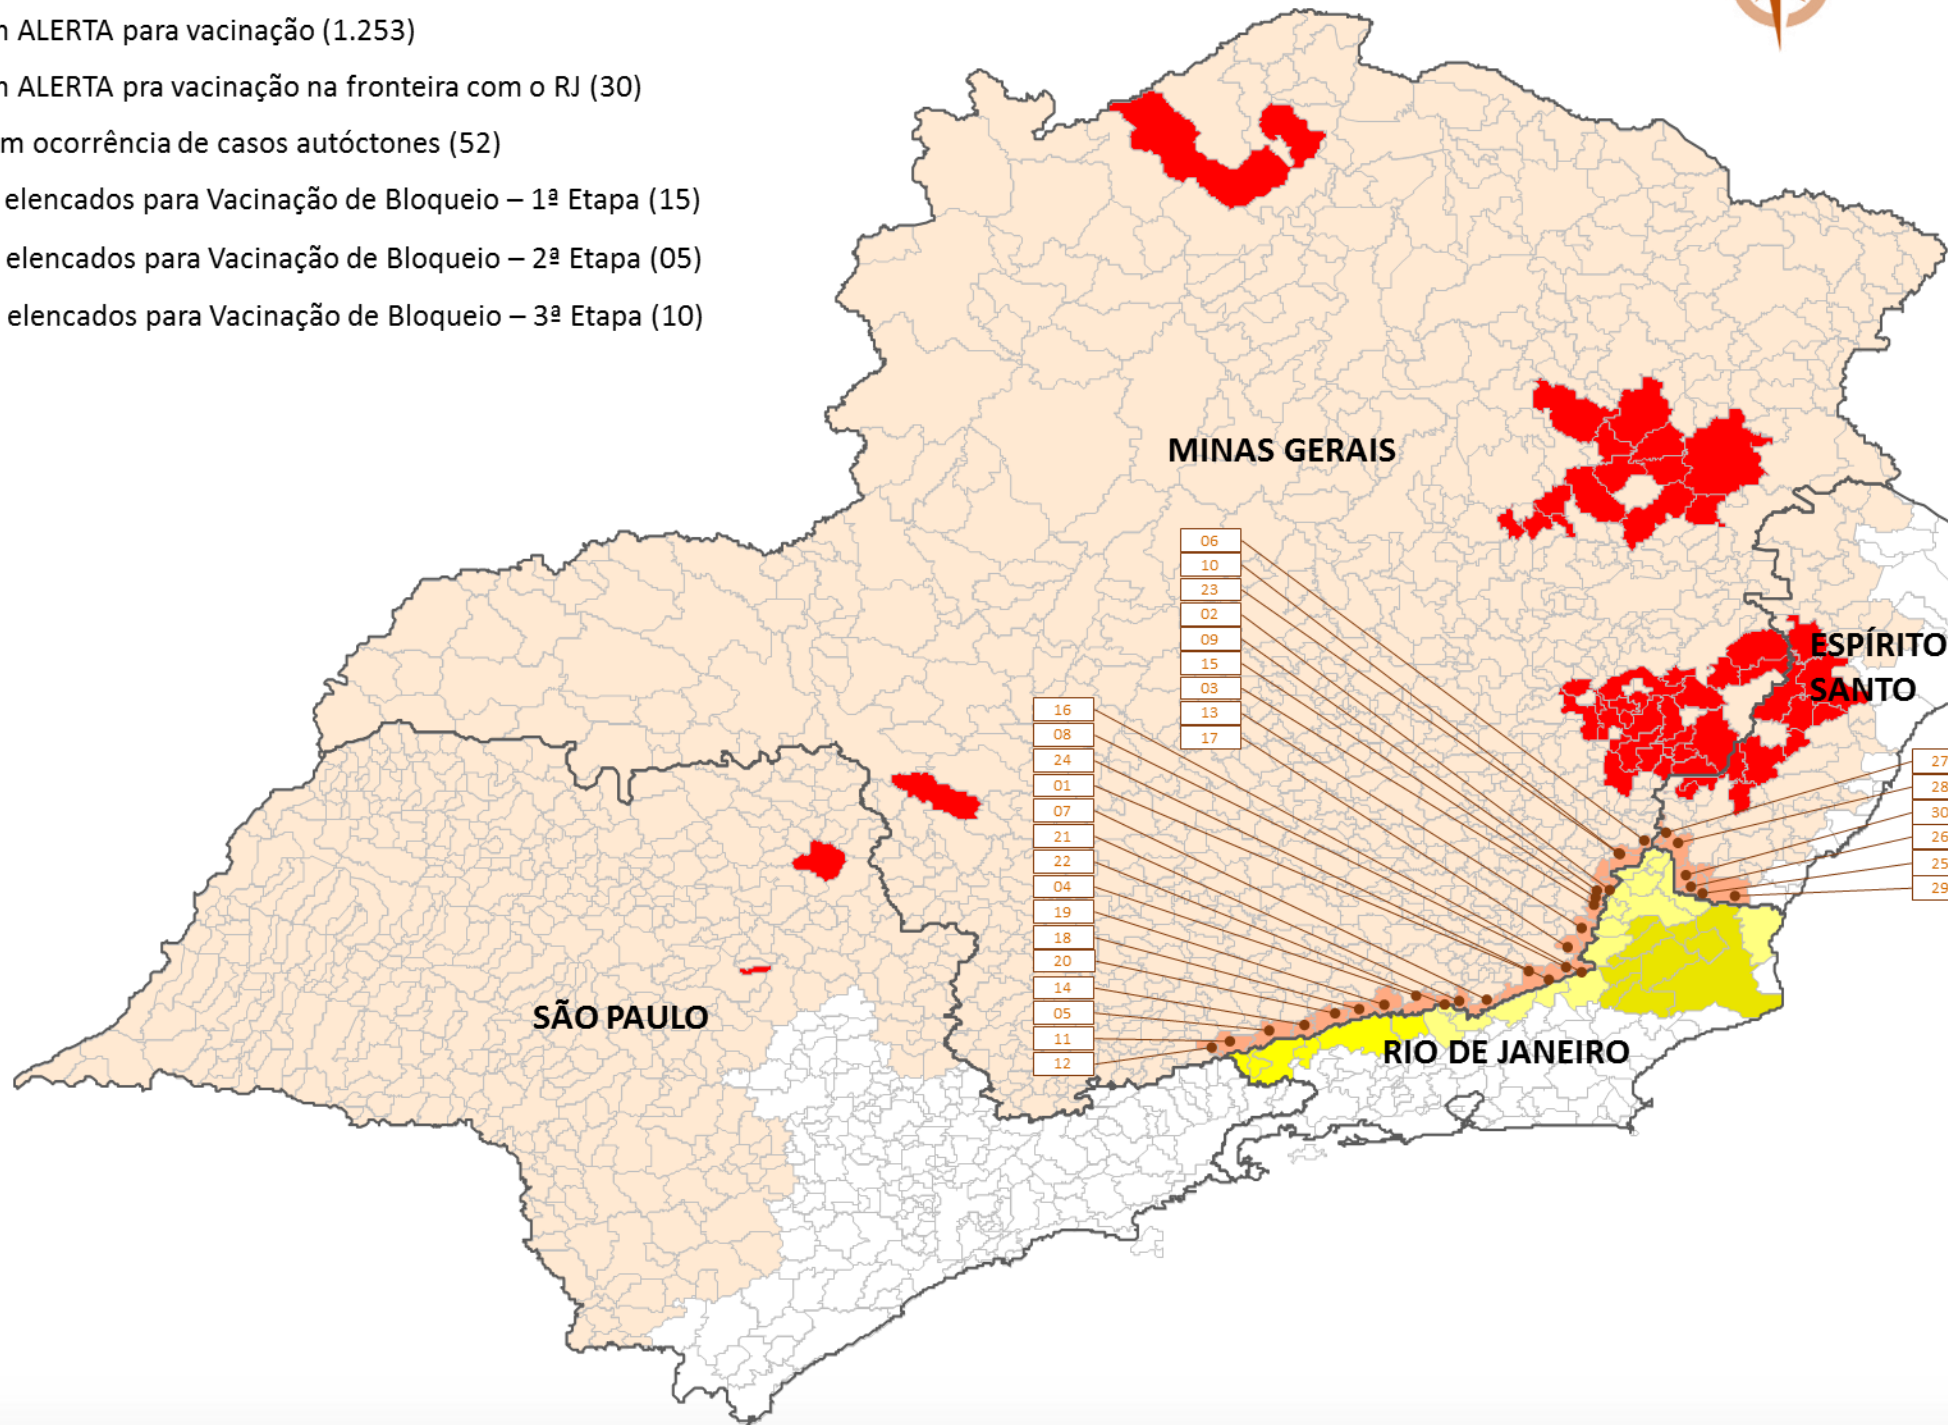 ALERTA para vacinação (1.253)
ALERTA pra vacinação na fronteira com o RJ (30)
m ocorrência de casos autóctones (52)
elencados para Vacinação de Bloqueio – 1ª Etapa (15)
elencados para Vacinação de Bloqueio – 2ª Etapa (05)
elencados para Vacinação de Bloqueio – 3ª Etapa (10)
MINAS GERAIS
06
10
23
02
09
15
03
13
17
ESPÍRITO
SANTO
16
08
24
01
07
21
22
04
19
18
20
14
05
11
12
27
28
30
26
25
29
SÃO PAULO
RIO DE JANEIRO